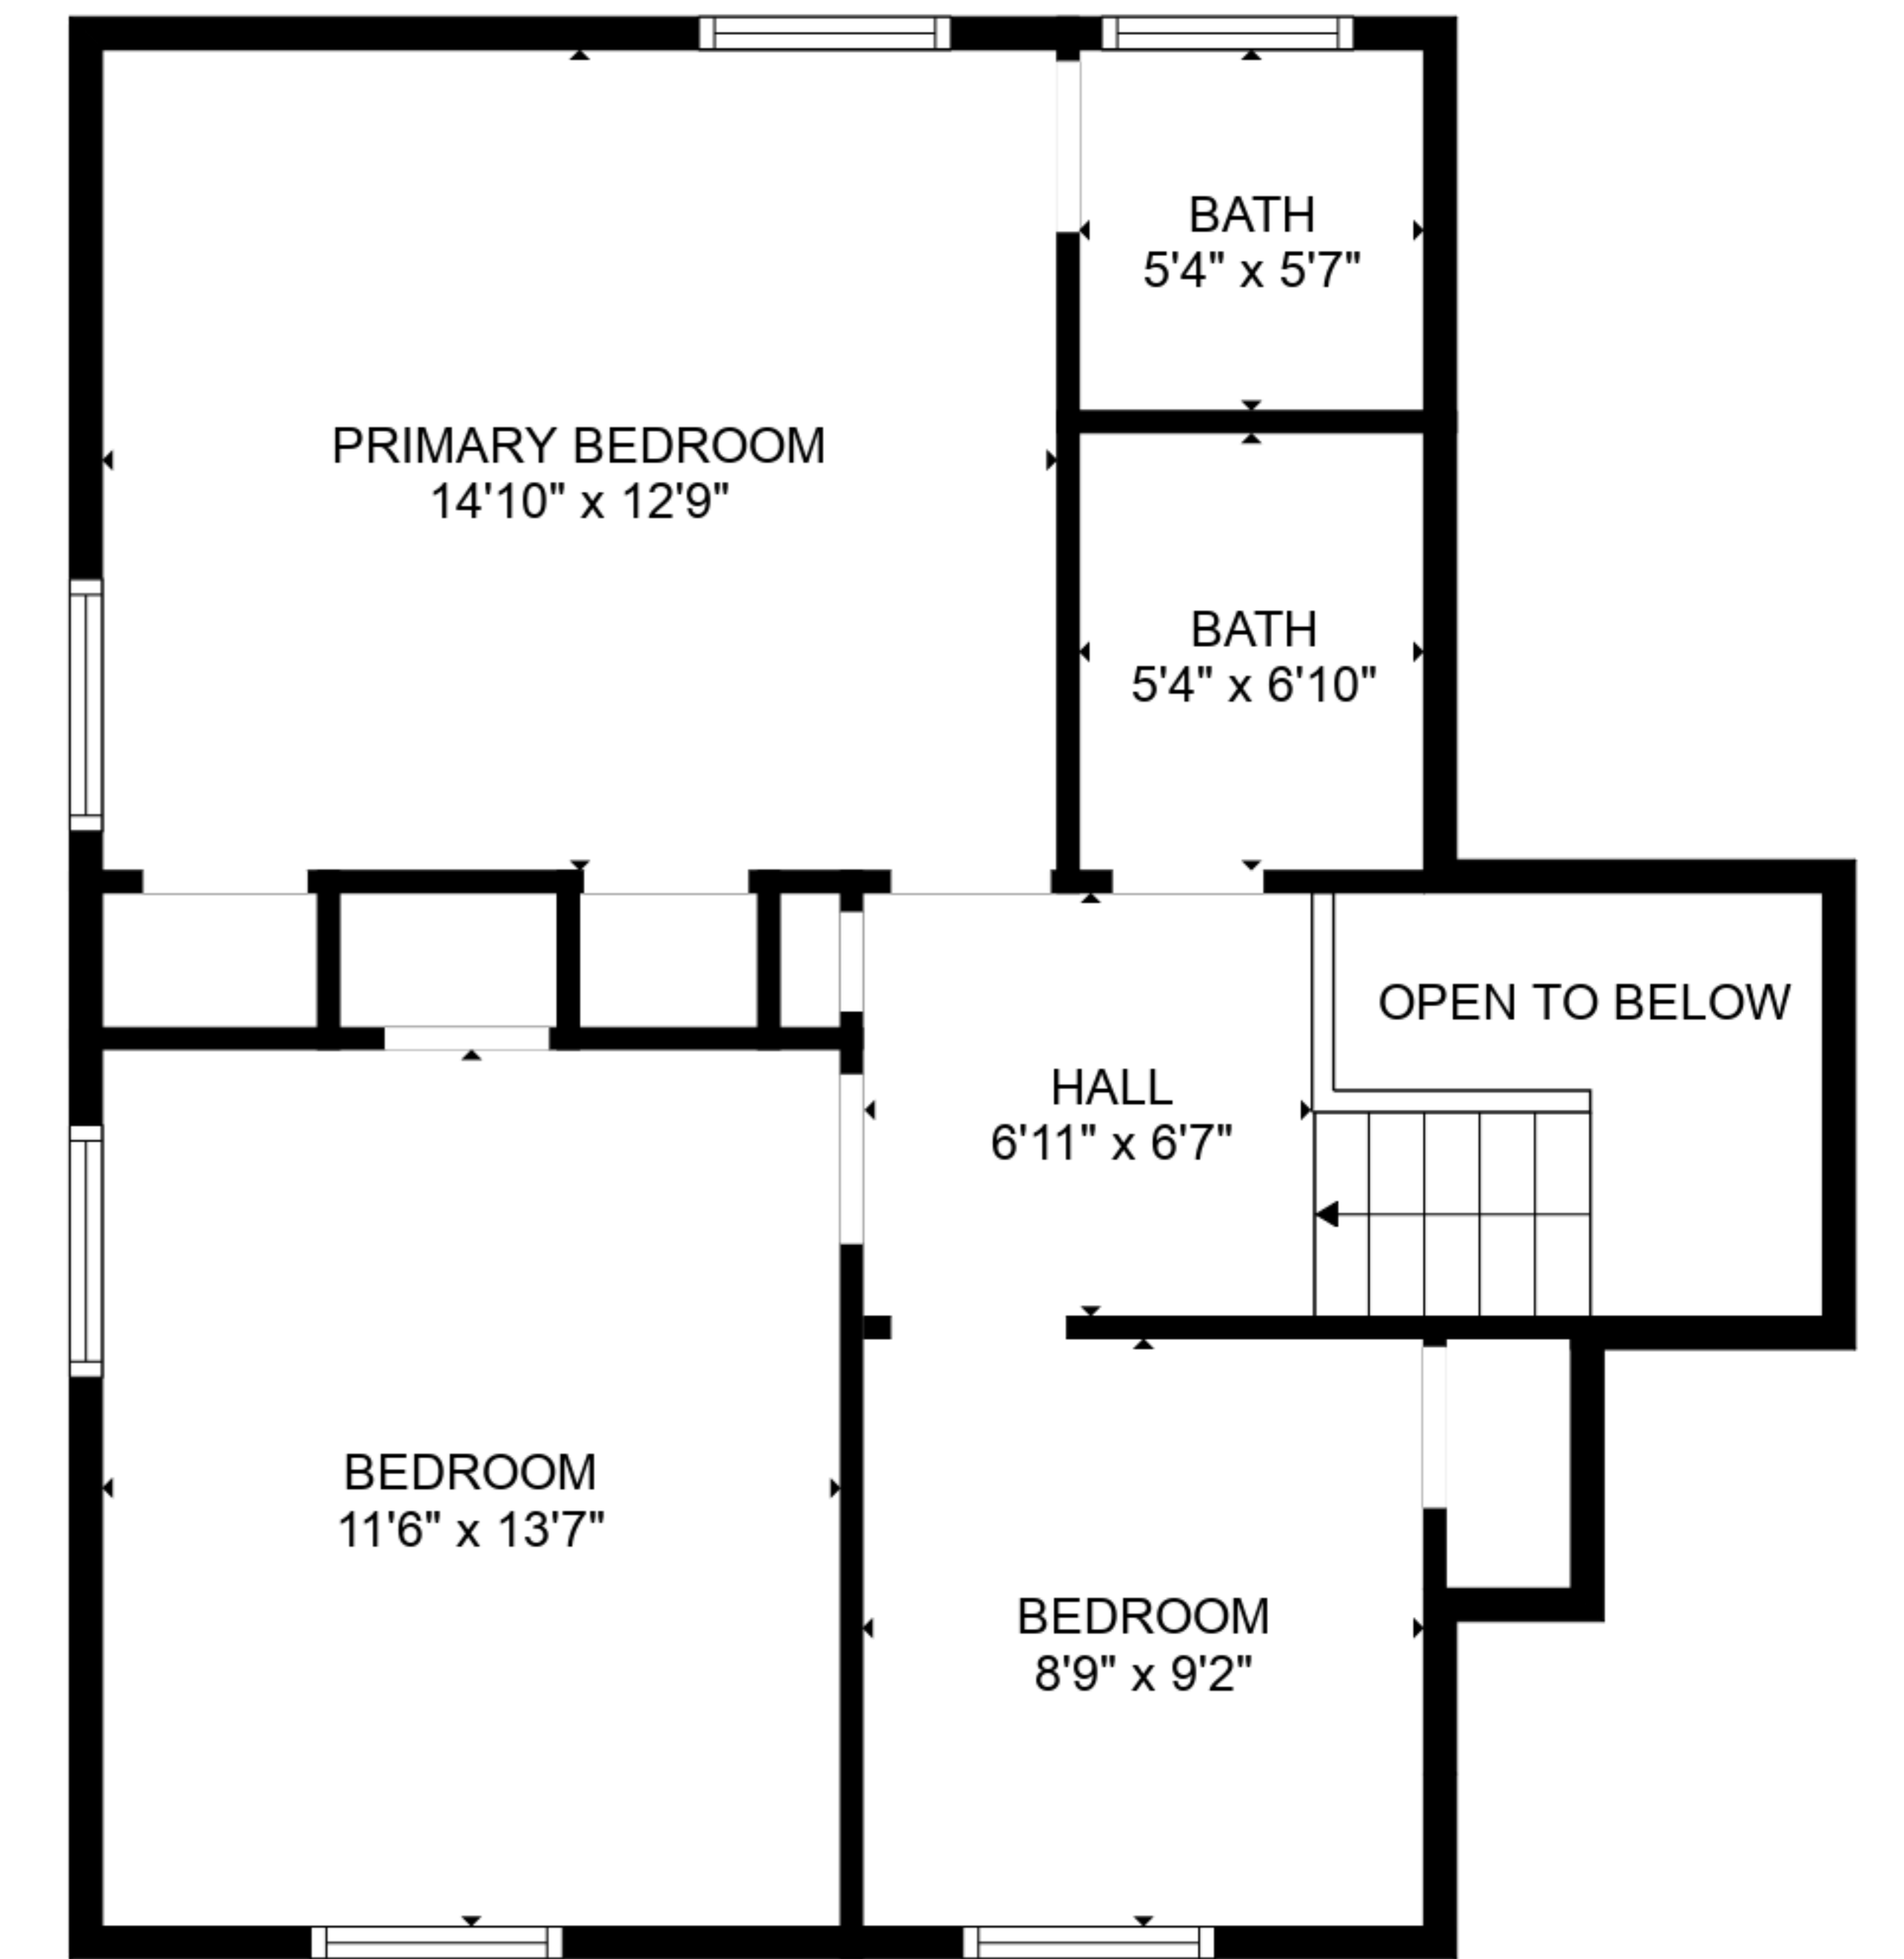 BATH
5'4" x 5'7"
PRIMARY BEDROOM
14'10" x 12'9"
BATH
5'4" x 6'10"
OPEN TO BELOW
HALL
6'11" x 6'7"
BEDROOM
11'6" x 13'7"
BEDROOM
8'9" x 9'2"